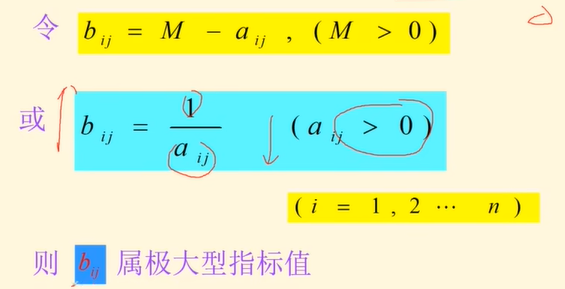 令 b_{ij} = M - a_{ij} , ( M > 0 )
或 b_{ij} = \frac{1}{a_{ij}} ( a_{ij} > 0 )
( i = 1 , 2 ⋯ n )
则 b_{ij} 属极大型指标值